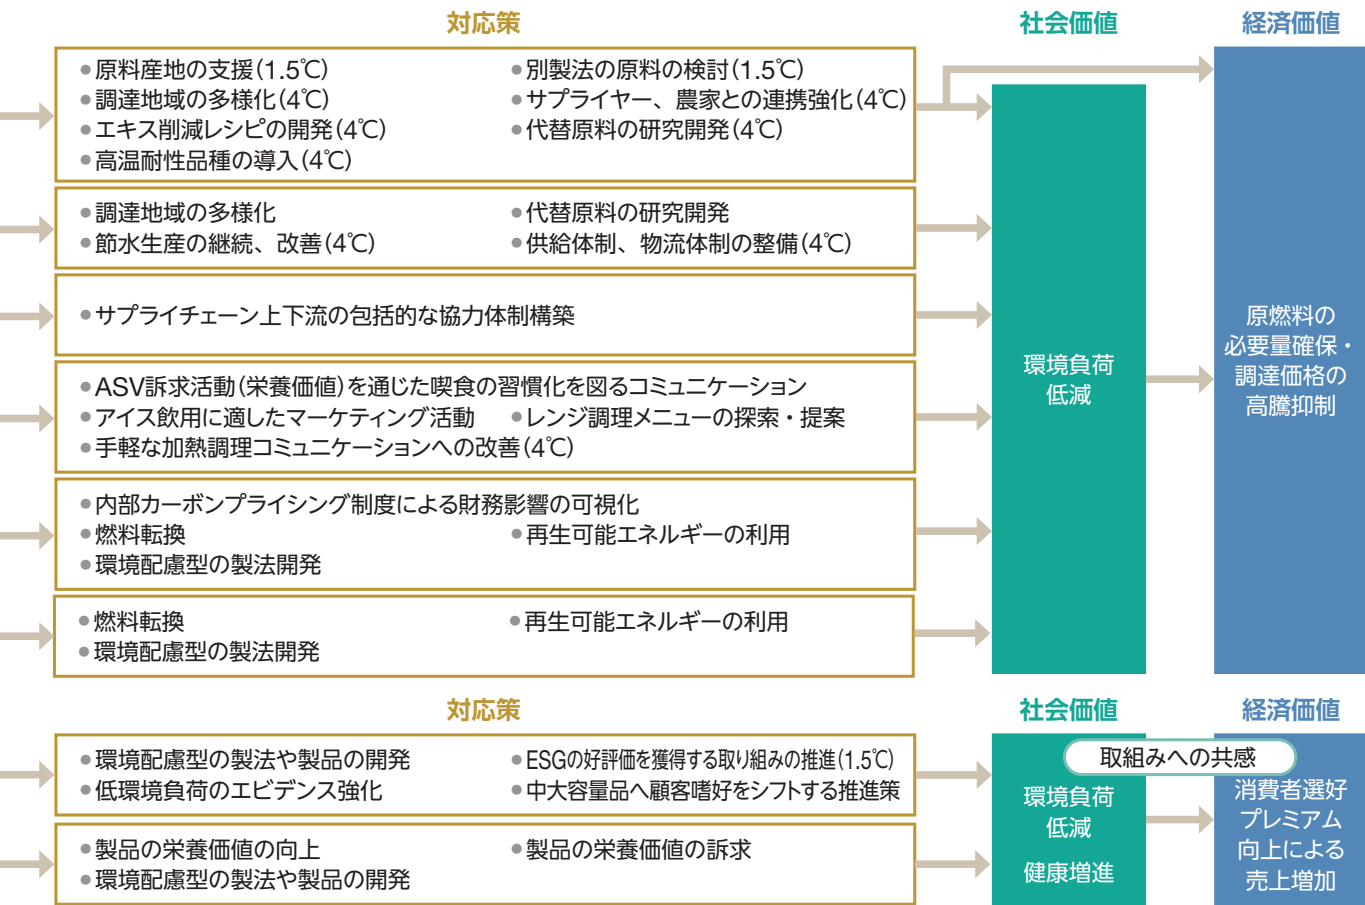 対応策
社会価値
経済価値
●原料産地の支援(1.5℃)
●別製法の原料の検討(1.5℃)
●調達地域の多様化(4℃)
●サプライヤー、農家との連携強化(4℃)
●エキス削減レシピの開発(4℃)
●代替原料の研究開発(4℃)
●高温耐性品種の導入(4℃)
●調達地域の多様化
●代替原料の研究開発
●節水生産の継続、改善(4℃)
●供給体制、物流体制の整備(4℃)
●サプライチェーン上下流の包括的な協力体制構築
●ASV訴求活動(栄養価値)を通じた喫食の習慣化を図るコミュニケーション
●アイス飲用に適したマーケティング活動
●レンジ調理メニューの探索・提案
●手軽な加熱調理コミュニケーションへの改善(4℃)
●内部カーボンプライシング制度による財務影響の可視化
●燃料転換
●再生可能エネルギーの利用
●環境配慮型の製法開発
●燃料転換
●再生可能エネルギーの利用
●環境配慮型の製法開発
環境負荷
低減
原燃料の
必要量確保・
調達価格の
高騰抑制
対応策
社会価値
経済価値
●環境配慮型の製法や製品の開発
●ESGの好評価を獲得する取り組みの推進(1.5℃)
●低環境負荷のエビデンス強化
●中大容量品へ顧客嗜好をシフトする推進策
●製品の栄養価値の向上
●製品の栄養価値の訴求
●環境配慮型の製法や製品の開発
取組みへの共感
環境負荷
低減
健康増進
消費者選好
プレミアム
向上による
売上増加